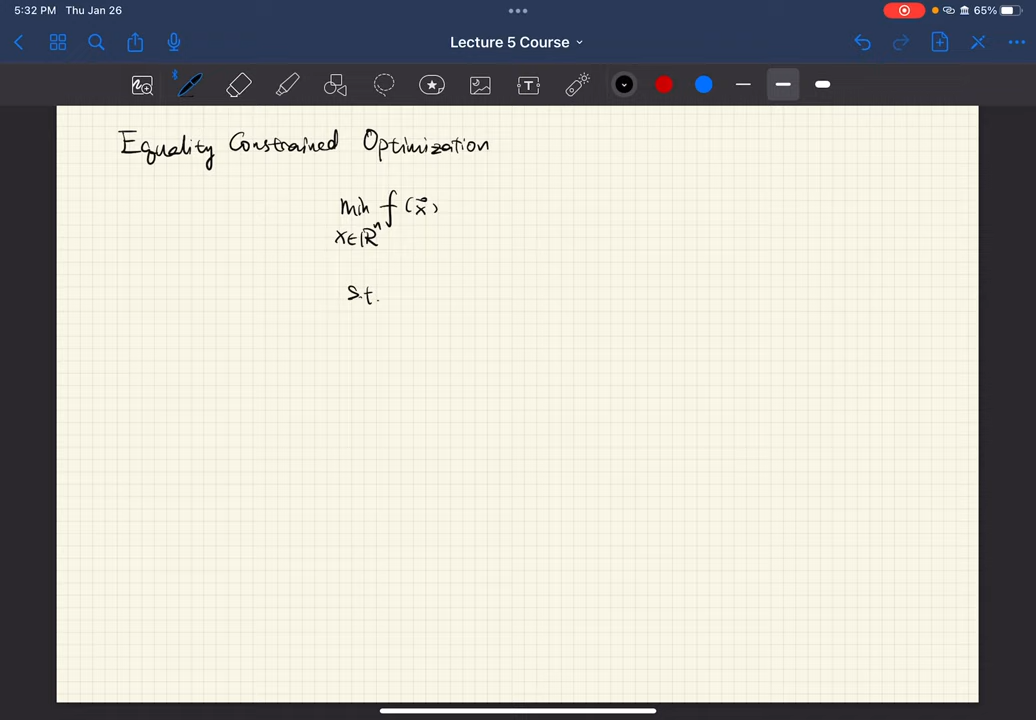 5:32 PM Thu Jan 26
65%
Lecture 5 Course
Equality Constrained Optimization
min f(x⃗)
x∈ℝⁿ
s.t.